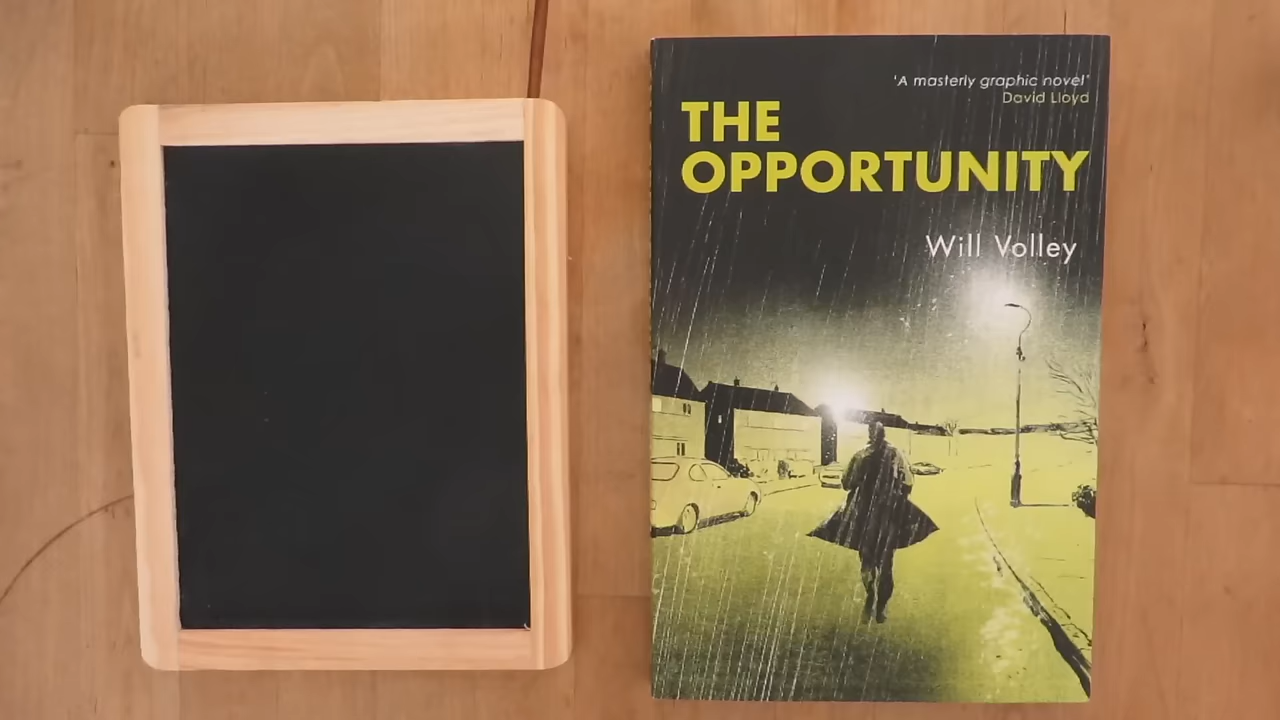 'A masterly graphic novel'
David Lloyd
THE
OPPORTUNITY
Will Volley